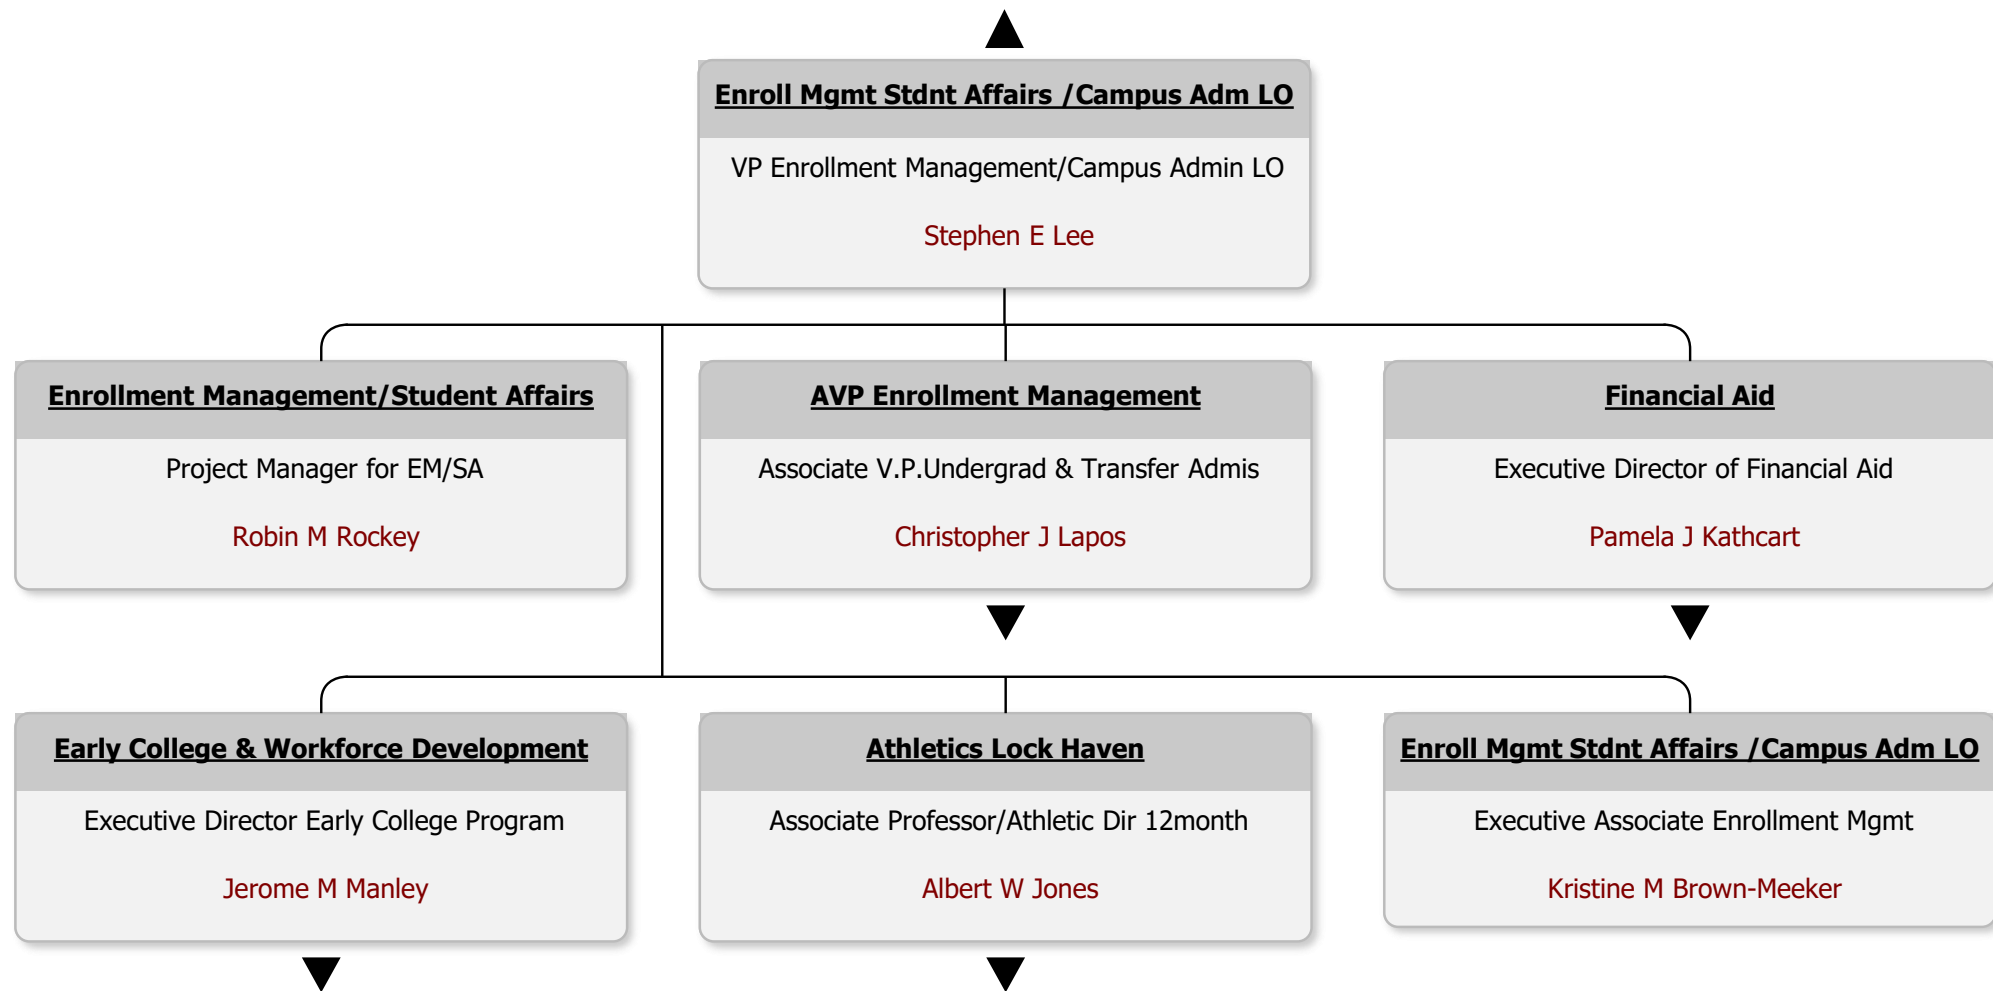 Enroll Mgmt Stdnt Affairs /Campus Adm LO
VP Enrollment Management/Campus Admin LO
Stephen E Lee
Enrollment Management/Student Affairs
Project Manager for EM/SA
Robin M Rockey
AVP Enrollment Management
Associate V.P.Undergrad & Transfer Admis
Christopher J Lapos
Financial Aid
Executive Director of Financial Aid
Pamela J Kathcart
Early College & Workforce Development
Executive Director Early College Program
Jerome M Manley
Athletics Lock Haven
Associate Professor/Athletic Dir 12month
Albert W Jones
Enroll Mgmt Stdnt Affairs /Campus Adm LO
Executive Associate Enrollment Mgmt
Kristine M Brown-Meeker